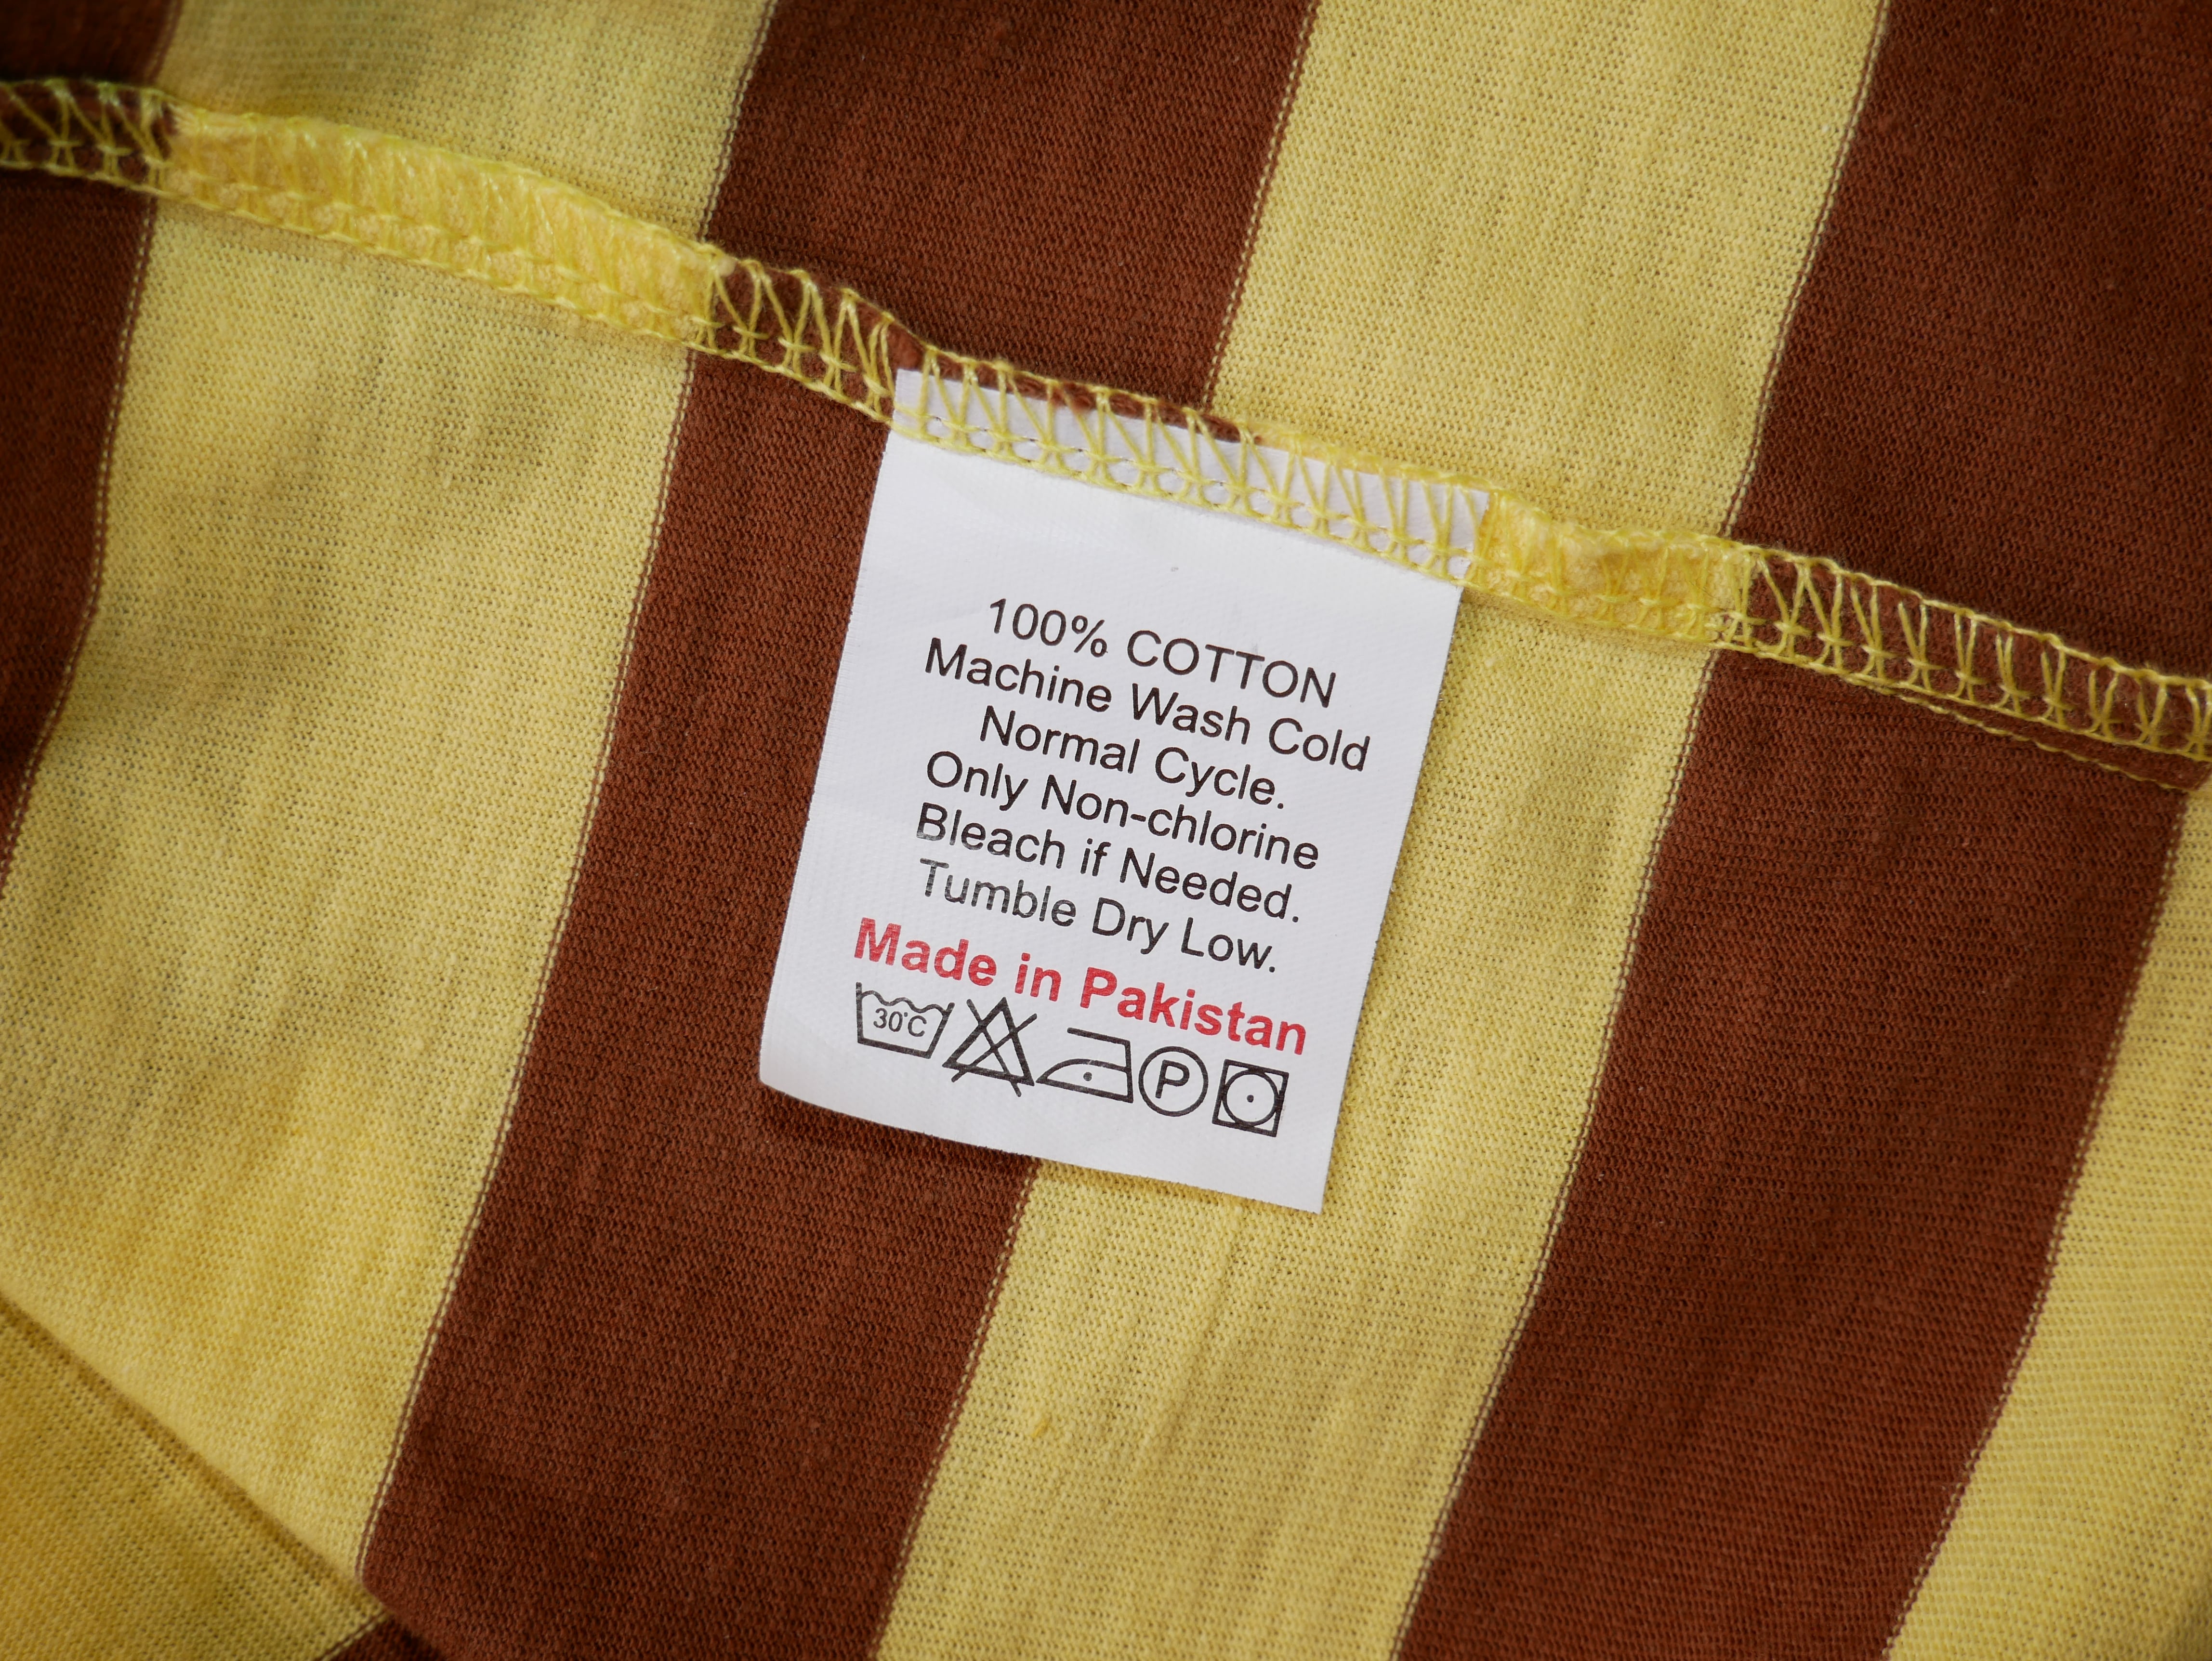 100% COTTON
Machine Wash Cold
Normal Cycle.
Only Non-chlorine
Bleach if Needed.
Tumble Dry Low.
Made in Pakistan
30°C P